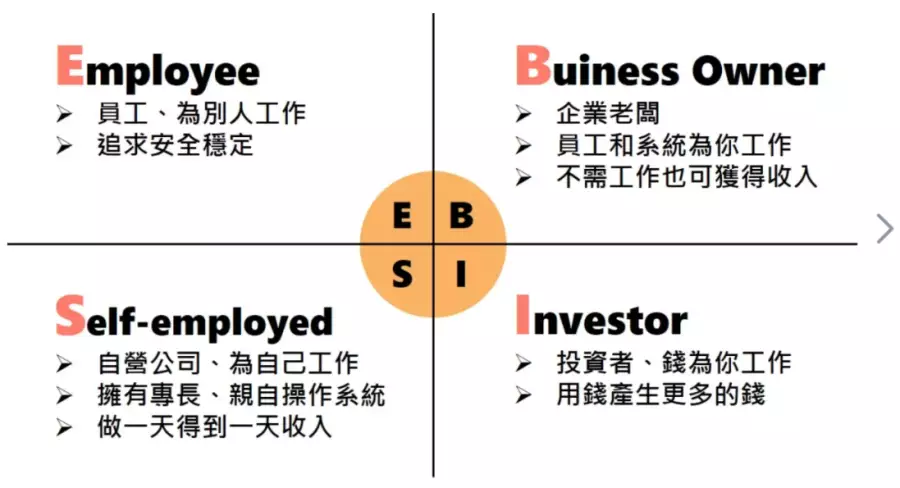 Employee
員工、為別人工作
追求安全穩定
Buiness Owner
企業老闆
員工和系統為你工作
不需工作也可獲得收入
E B
S I
Self-employed
自營公司、為自己工作
擁有專長、親自操作系統
做一天得到一天收入
Investor
投資者、錢為你工作
用錢產生更多的錢